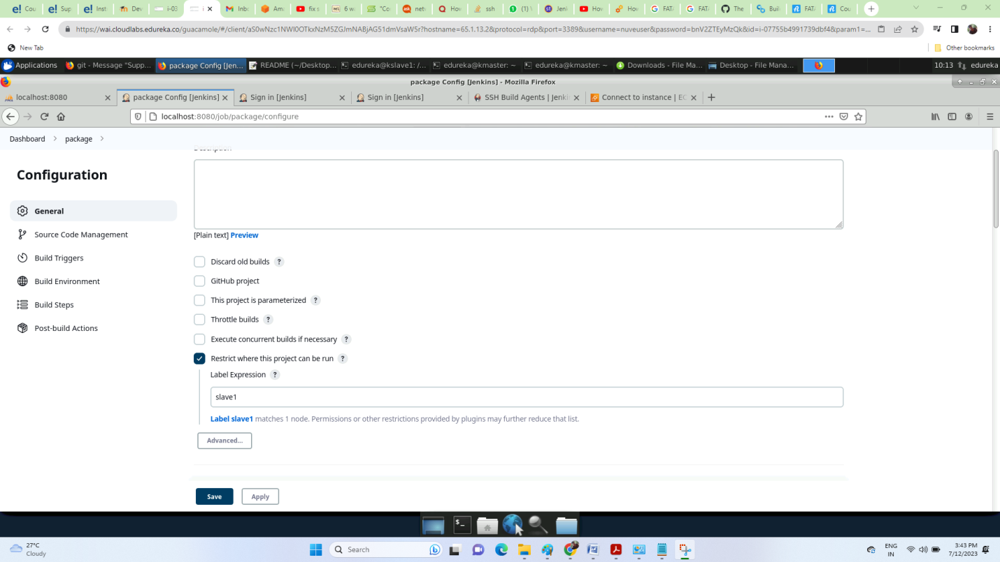 e! Cou
e! Sup
e! Inst
Dev
i-03
i
Inbo
Ama
fix s
6 w
"Co
net
Hov
ssh
(1) \
Jenl
Hov
Hov
FAT
FAT
The
Buil
FAT
Cou
https://wai.cloudlabs.edureka.co/guacamole/#/client/aS0wNzc1NWI0OTkxNzM5ZGJmNABjAG51dmVsaW5r?hostname=65.1.13.2&protocol=rdp&port=3389&username=nuveuser&password=bnV2ZTEyMzQk&id=i-07755b4991739dbf4&param1=...
New Tab
Other bookmarks
Applications
git - Message "Supp...
package Config [Jen...
README (~/Desktop...
edureka@kslave1: /...
edureka@kmaster: ~
edureka@kmaster: ~
Downloads - File Ma...
Desktop - File Mana...
10:13
edureka
package Config [Jenkins] - Mozilla Firefox
localhost:8080
package Config [Jenkins]
Sign in [Jenkins]
Sign in [Jenkins]
SSH Build Agents | Jenki
Connect to instance | EC
localhost:8080/job/package/configure
Dashboard > package >
Description
Configuration
General
Source Code Management
Build Triggers
Build Environment
Build Steps
Post-build Actions
[Plain text] Preview
Discard old builds ?
GitHub project
This project is parameterized ?
Throttle builds ?
Execute concurrent builds if necessary ?
Restrict where this project can be run ?
Label Expression ?
slave1
Label slave1 matches 1 node. Permissions or other restrictions provided by plugins may further reduce that list.
Advanced...
Save
Apply
27°C
Cloudy
Search
ENG
IN
3:43 PM
7/12/2023